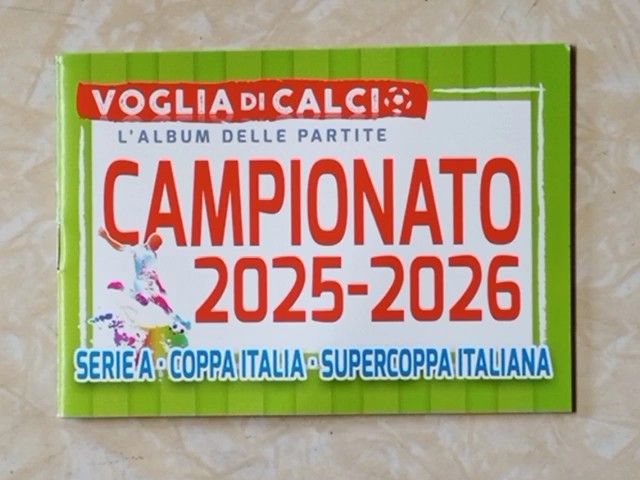 VOGLIA DI CALCIO
L'ALBUM DELLE PARTITE
CAMPIONATO
2025-2026
SERIE A · COPPA ITALIA · SUPERCOPPA ITALIANA